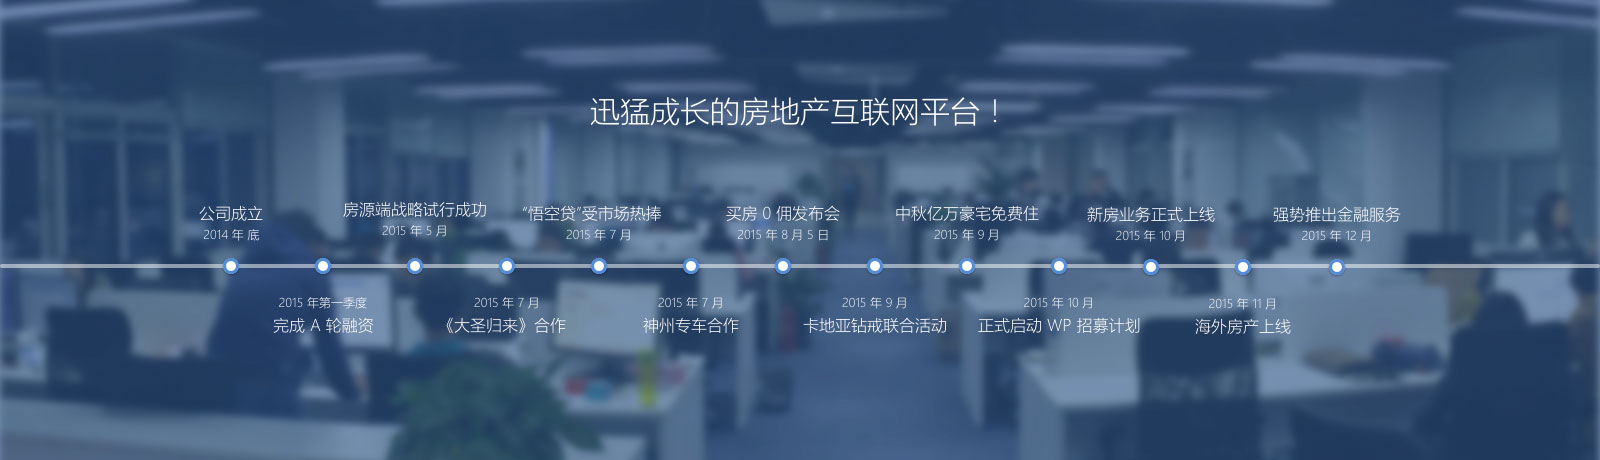 迅猛成长的房地产互联网平台！
公司成立
2014 年 底
2015 年第一季度
完成 A 轮融资
房源端战略试行成功
2015 年 5 月
2015 年 7 月
《大圣归来》合作
“悟空贷”受市场热捧
2015 年 7 月
2015 年 7 月
神州专车合作
买房 0 佣发布会
2015 年 8 月 5 日
2015 年 9 月
卡地亚钻戒联合活动
中秋亿万豪宅免费住
2015 年 9 月
2015 年 10 月
正式启动 WP 招募计划
新房业务正式上线
2015 年 10 月
2015 年 11 月
海外房产上线
强势推出金融服务
2015 年 12 月